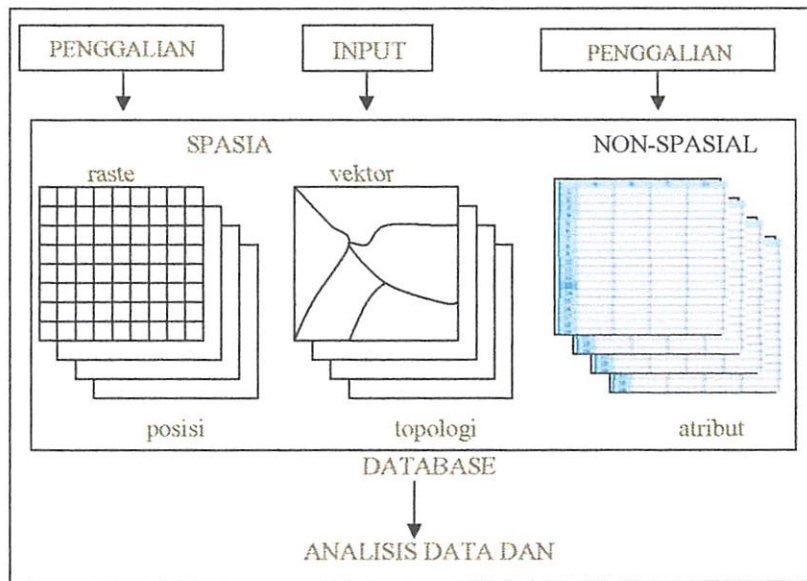 PENGGALIAN
INPUT
PENGGALIAN
SPASIA
NON-SPASIAL
raste
vektor
posisi
topologi
atribut
DATABASE
ANALISIS DATA DAN